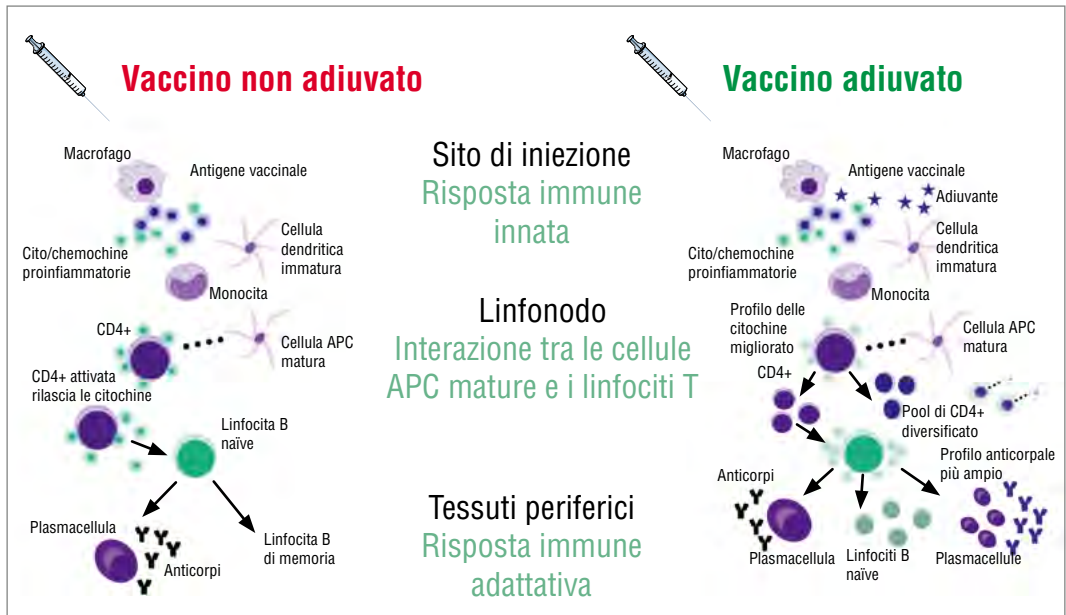 Vaccino non adiuvato
Macrofago
Antigene vaccinale
Cellula
dendritica
immatura
Cito/chemochine
proinfiammatorie
Monocita
CD4+
Cellula APC
matura
CD4+ attivata
rilascia le citochine
Linfocita B
naïve
Plasmacellula
Anticorpi
Linfocita B
di memoria
Sito di iniezione
Risposta immune
innata
Linfonodo
Interazione tra le cellule
APC mature e i linfociti T
Tessuti periferici
Risposta immune
adattativa
Vaccino adiuvato
Macrofago
Antigene vaccinale
Adiuvante
Cellula
dendritica
immatura
Cito/chemochine
proinfiammatorie
Monocita
Profilo delle
citochine
migliorato
Cellula APC
matura
CD4+
Pool di CD4+
diversificato
Profilo anticorpale
più ampio
Anticorpi
Plasmacellula
Linfociti B
naïve
Plasmacellule